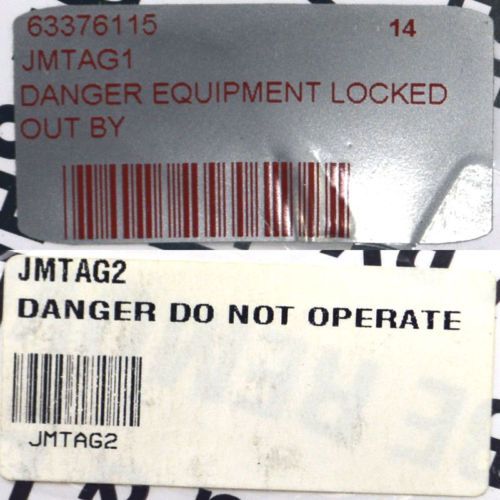 63376115 14
JMTAG1
DANGER EQUIPMENT LOCKED
OUT BY
JMTAG2
DANGER DO NOT OPERATE
JMTAG2